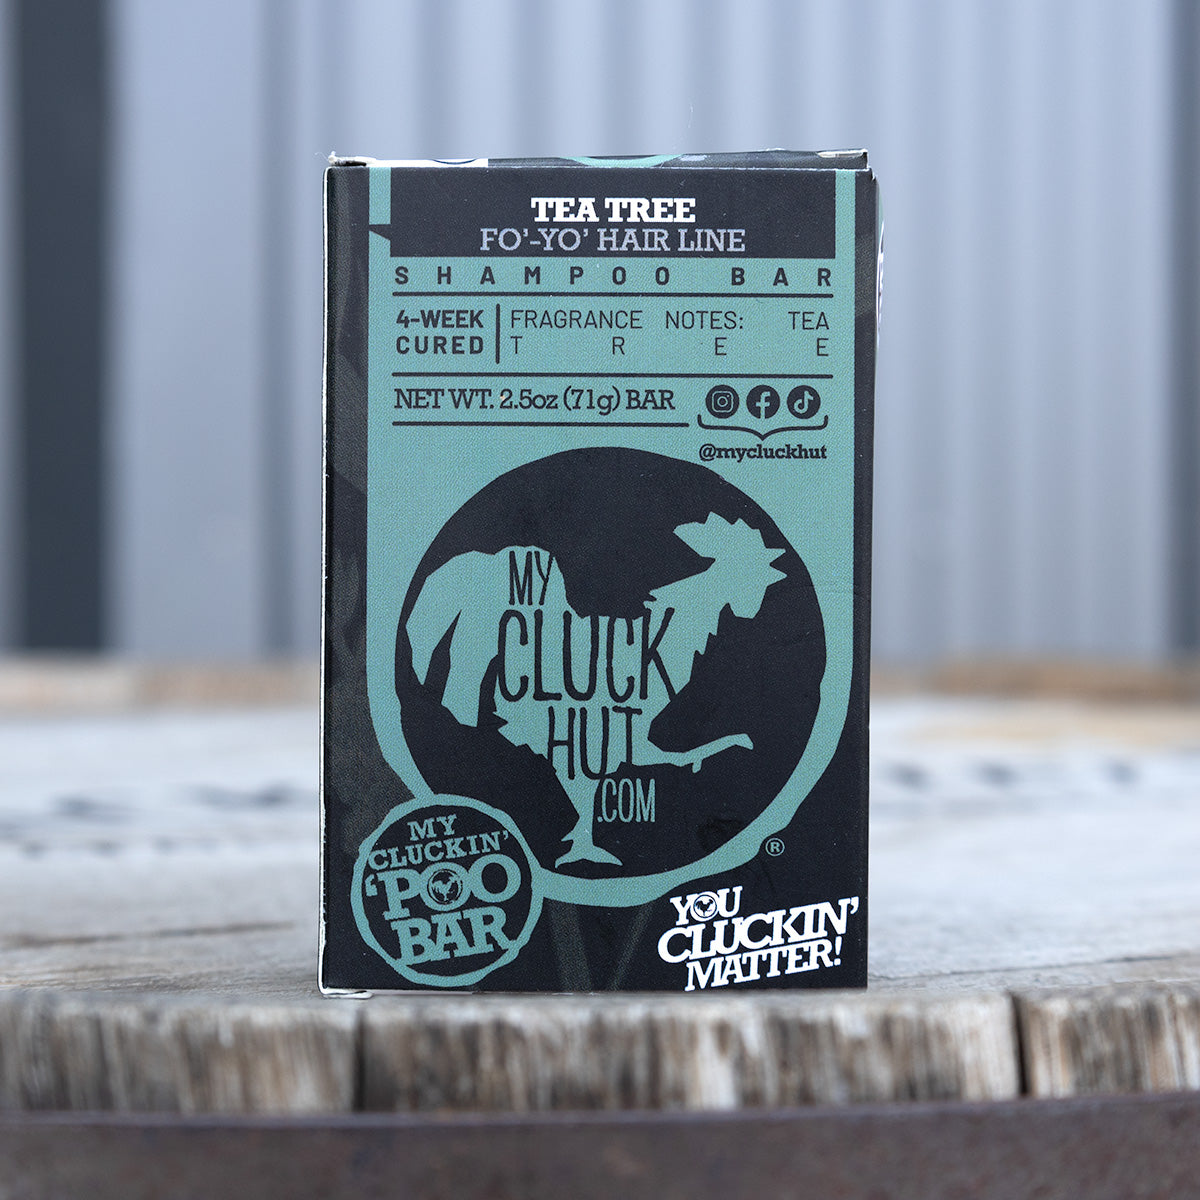 TEA TREE
FO'-YO' HAIR LINE
SHAMPOO BAR
4-WEEK
CURED
FRAGRANCE NOTES: TEA
TREE
NET WT. 2.5oz (71g) BAR
@mycluckhut
MY
CLUCK
HUT
.COM
®
MY
CLUCKIN'
'POO
BAR
YOU
CLUCKIN'
MATTER!